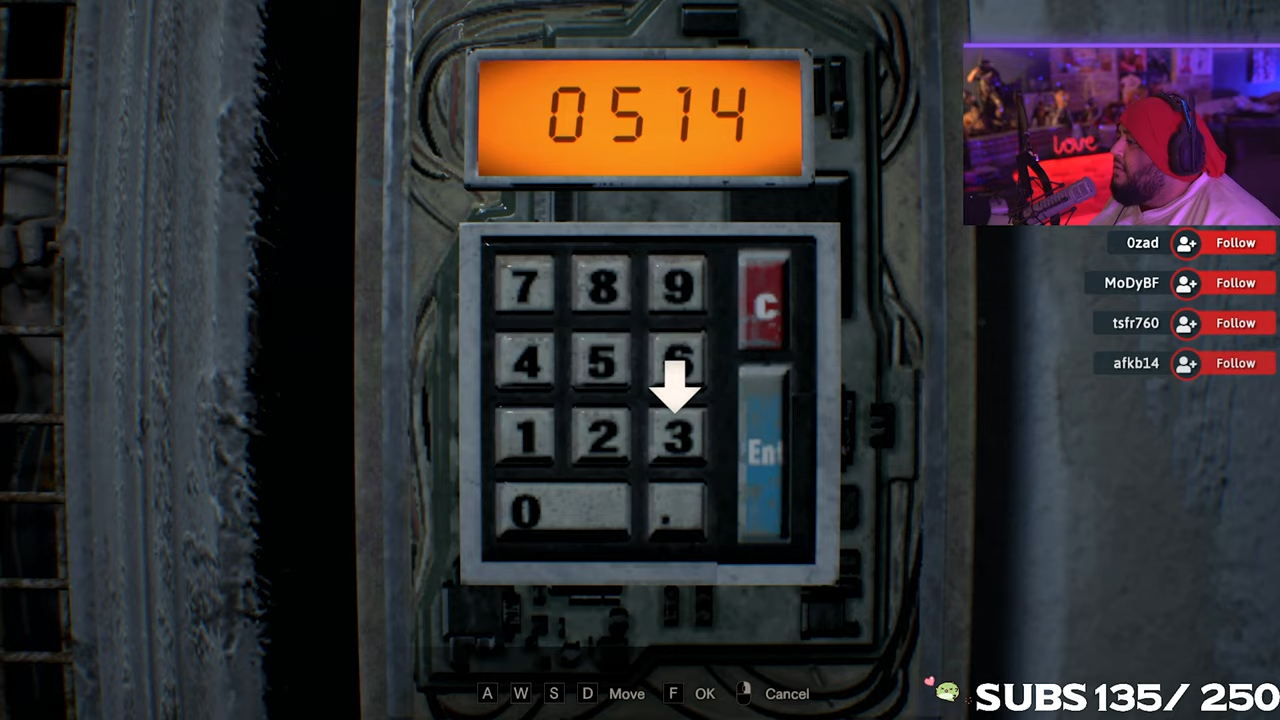 0514
love
7 8 9 C
4 5 6
1 2 3 Ent
0 .
0zad Follow
MoDyBF Follow
tsfr760 Follow
afkb14 Follow
A W S D Move F OK Cancel
SUBS 135/ 250